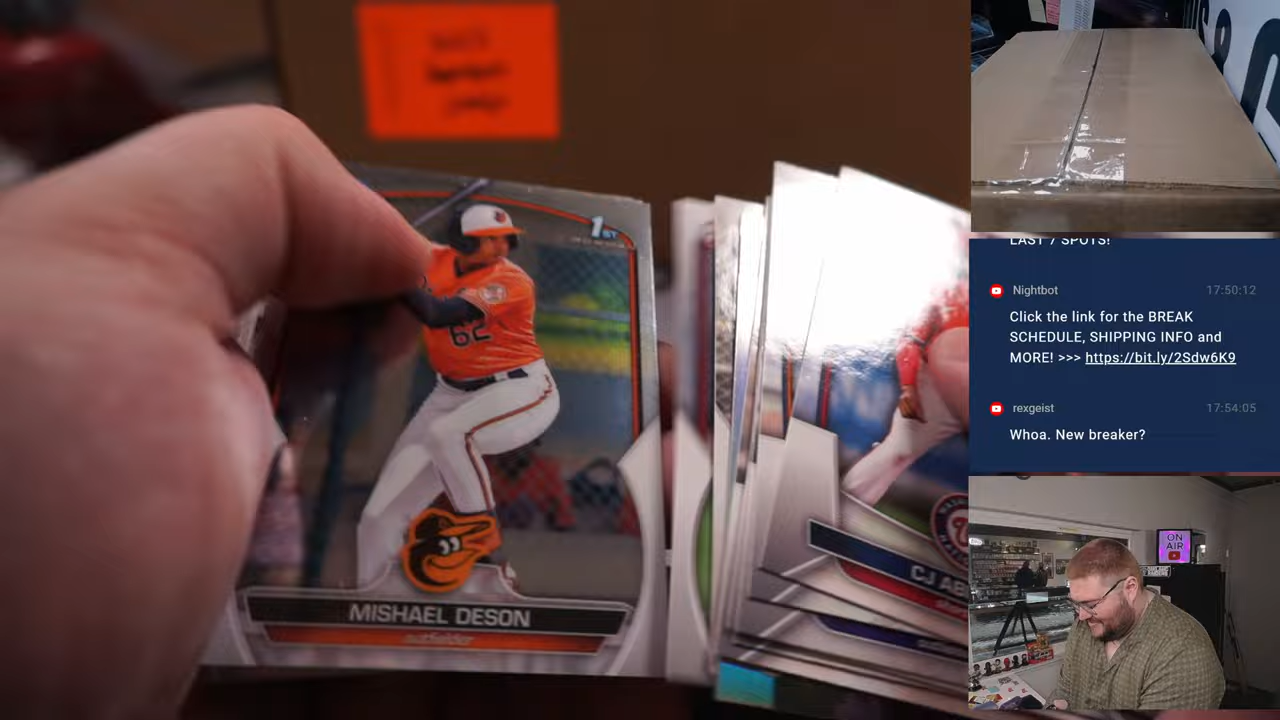 1ST
62
MISHAEL DESON
outfielder
CJ AB
LAST 7 SPOTS!
Nightbot
17:50:12
Click the link for the BREAK
SCHEDULE, SHIPPING INFO and
MORE! >>> https://bit.ly/2Sdw6K9
rexgeist
17:54:05
Whoa. New breaker?
ON
AIR